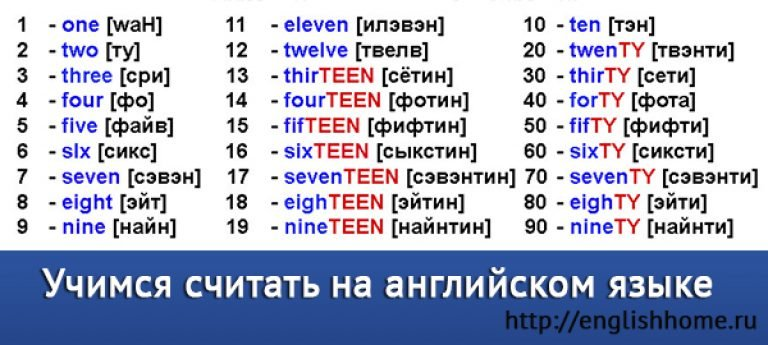 1 - one [waH] 11 - eleven [илэвэн] 10 - ten [тэн]
2 - two [ту] 12 - twelve [твелв] 20 - twenTY [твэнти]
3 - three [сри] 13 - thirTEEN [сётин] 30 - thirTY [сети]
4 - four [фо] 14 - fourTEEN [фотин] 40 - forTY [фота]
5 - five [файв] 15 - fifTEEN [фифтин] 50 - fifTY [фифти]
6 - sIx [сикс] 16 - sixTEEN [сыкстин] 60 - sixTY [сиксти]
7 - seven [сэвэн] 17 - sevenTEEN [сэвэнтин] 70 - sevenTY [сэвэнти]
8 - eight [эйт] 18 - eighTEEN [эйтин] 80 - eighTY [эйти]
9 - nine [найн] 19 - nineTEEN [найнтин] 90 - nineTY [найнти]
Учимся считать на английском языке
http://englishhome.ru